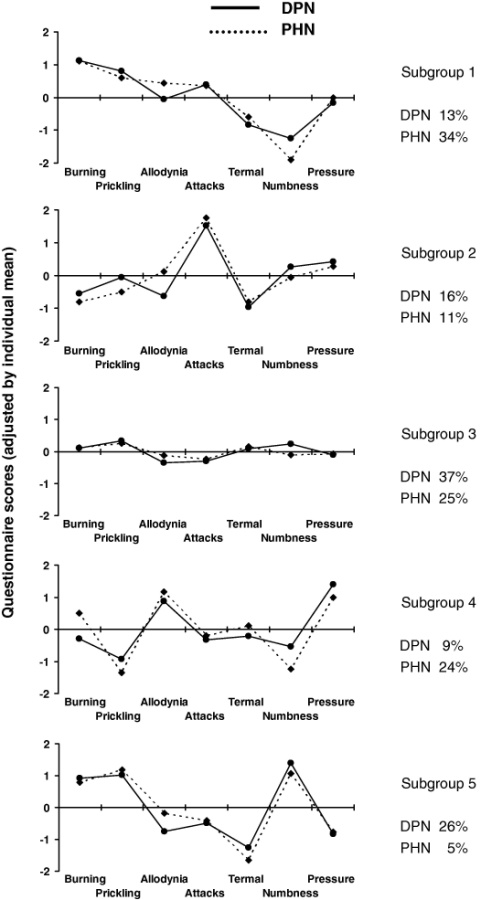 DPN
PHN
Questionnaire scores (adjusted by individual mean)
2
1
0
-1
-2
Burning Allodynia Termal Pressure
Prickling Attacks Numbness
Subgroup 1
DPN 13%
PHN 34%
2
1
0
-1
-2
Burning Allodynia Termal Pressure
Prickling Attacks Numbness
Subgroup 2
DPN 16%
PHN 11%
2
1
0
-1
-2
Burning Allodynia Termal Pressure
Prickling Attacks Numbness
Subgroup 3
DPN 37%
PHN 25%
2
1
0
-1
-2
Burning Allodynia Termal Pressure
Prickling Attacks Numbness
Subgroup 4
DPN 9%
PHN 24%
2
1
0
-1
-2
Burning Allodynia Termal Pressure
Prickling Attacks Numbness
Subgroup 5
DPN 26%
PHN 5%